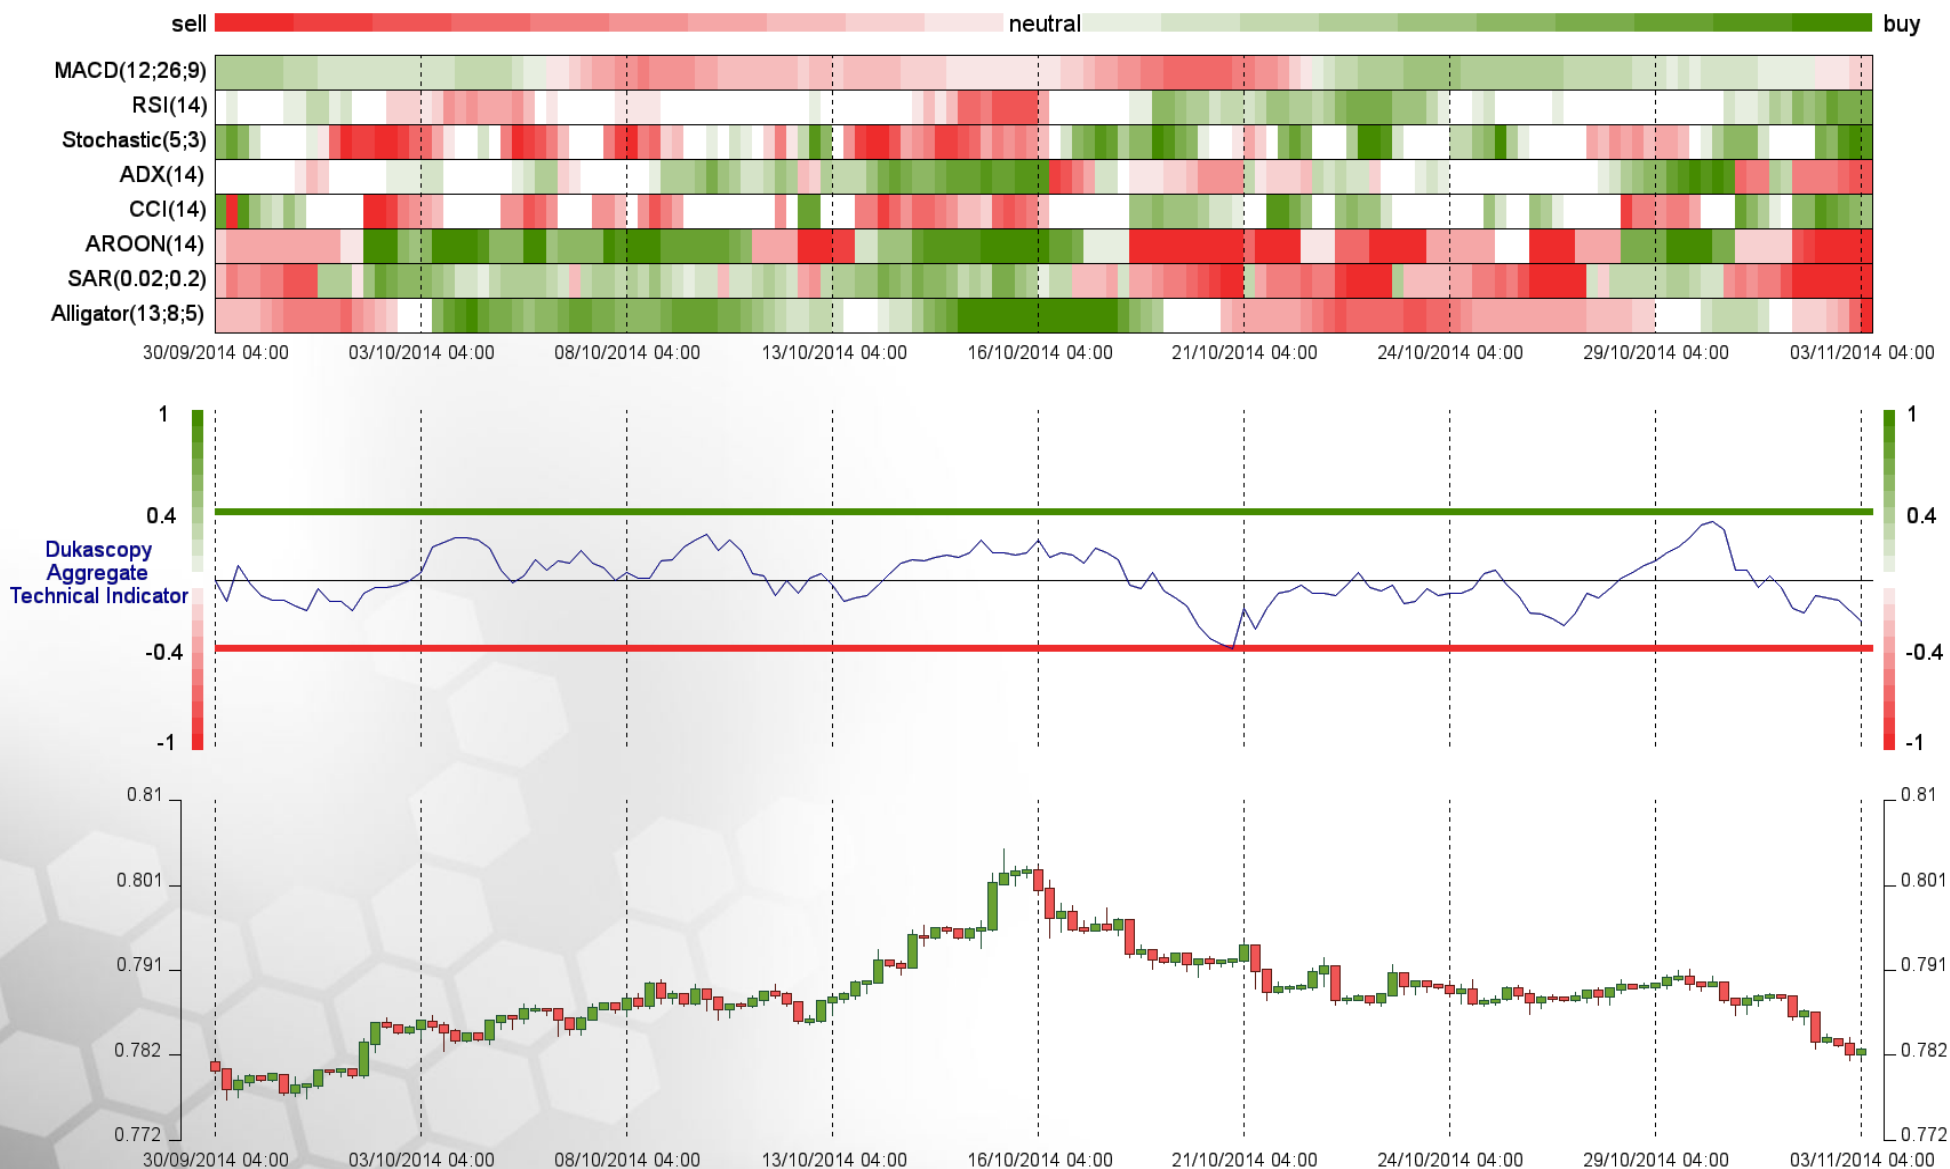 sell neutral buy
MACD(12;26;9)
RSI(14)
Stochastic(5;3)
ADX(14)
CCI(14)
AROON(14)
SAR(0.02;0.2)
Alligator(13;8;5)
30/09/2014 04:00 03/10/2014 04:00 08/10/2014 04:00 13/10/2014 04:00 16/10/2014 04:00 21/10/2014 04:00 24/10/2014 04:00 29/10/2014 04:00 03/11/2014 04:00
1 1
0.4 0.4
Dukascopy
Aggregate
Technical Indicator
-0.4 -0.4
-1 -1
0.81 0.81
0.801 0.801
0.791 0.791
0.782 0.782
0.772 0.772
30/09/2014 04:00 03/10/2014 04:00 08/10/2014 04:00 13/10/2014 04:00 16/10/2014 04:00 21/10/2014 04:00 24/10/2014 04:00 29/10/2014 04:00 03/11/2014 04:00